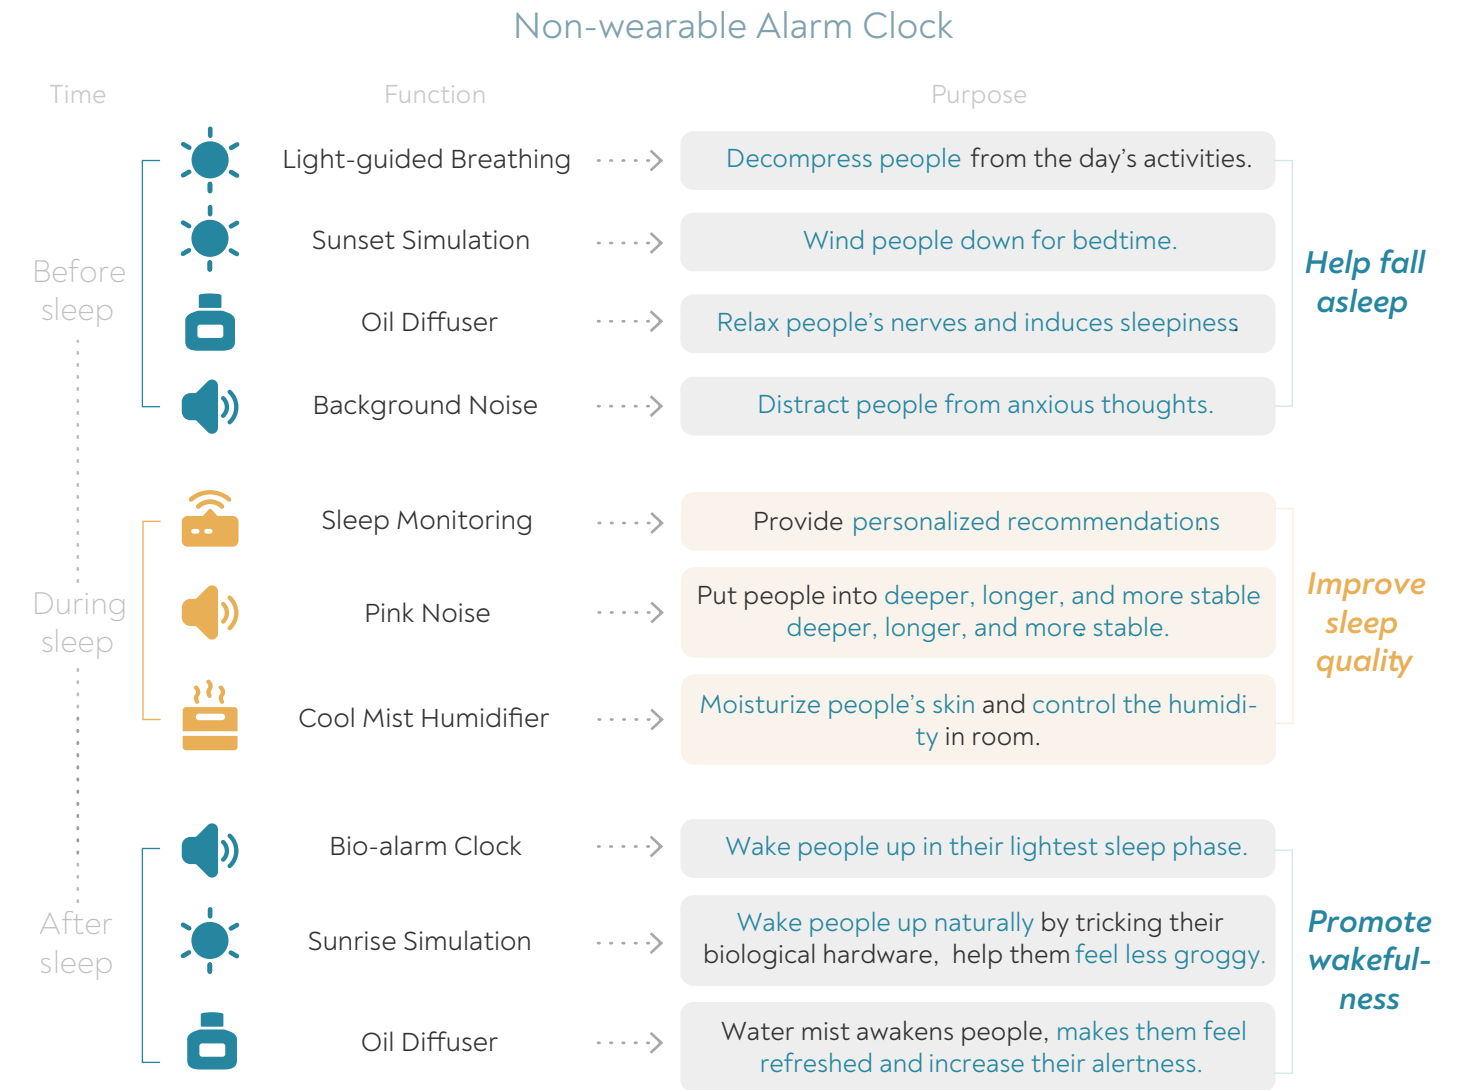 Non-wearable Alarm Clock
Time Function Purpose
Before
sleep
Light-guided Breathing
Decompress people from the day's activities.
Sunset Simulation
Wind people down for bedtime.
Oil Diffuser
Relax people's nerves and induces sleepiness.
Background Noise
Distract people from anxious thoughts.
Help fall
asleep
During
sleep
Sleep Monitoring
Provide personalized recommendations.
Pink Noise
Put people into deeper, longer, and more stable
deeper, longer, and more stable.
Cool Mist Humidifier
Moisturize people's skin and control the humidi-
ty in room.
Improve
sleep
quality
After
sleep
Bio-alarm Clock
Wake people up in their lightest sleep phase.
Sunrise Simulation
Wake people up naturally by tricking their
biological hardware, help them feel less groggy.
Oil Diffuser
Water mist awakens people, makes them feel
refreshed and increase their alertness.
Promote
wakeful-
ness